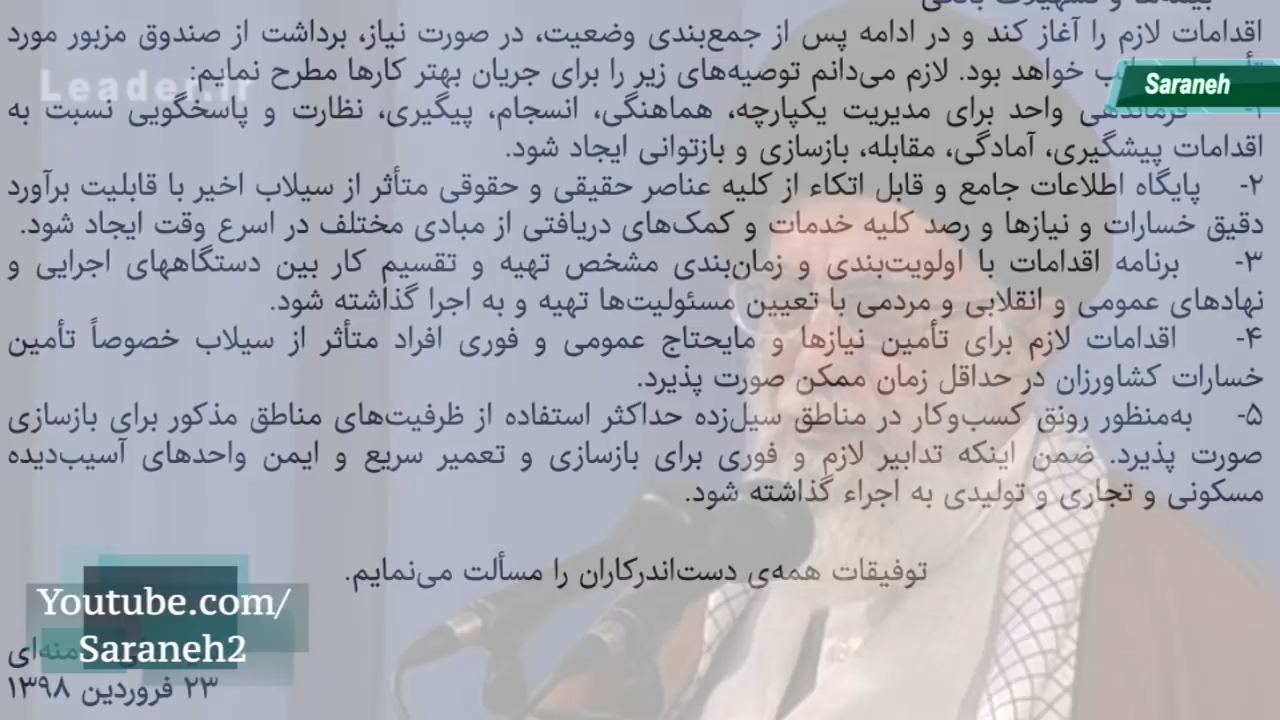 بیمه‌ها و تسهیلات بانکی
اقدامات لازم را آغاز کند و در ادامه پس از جمع‌بندی وضعیت، در صورت نیاز، برداشت از صندوق مزبور مورد
خواهد بود. لازم می‌دانم توصیه‌های زیر را برای جریان بهتر کارها مطرح نمایم:
Leader.ir
Saraneh
۱- فرماندهی واحد برای مدیریت یکپارچه، هماهنگی، انسجام، پیگیری، نظارت و پاسخگویی نسبت به
اقدامات پیشگیری، آمادگی، مقابله، بازسازی و بازتوانی ایجاد شود.
۲- پایگاه اطلاعات جامع و قابل اتکاء از کلیه عناصر حقیقی و حقوقی متأثر از سیلاب اخیر با قابلیت برآورد
دقیق خسارات و نیازها و رصد کلیه خدمات و کمک‌های دریافتی از مبادی مختلف در اسرع وقت ایجاد شود.
۳- برنامه اقدامات با اولویت‌بندی و زمان‌بندی مشخص تهیه و تقسیم کار بین دستگاههای اجرایی و
نهادهای عمومی و انقلابی و مردمی با تعیین مسئولیت‌ها تهیه و به اجرا گذاشته شود.
۴- اقدامات لازم برای تأمین نیازها و مایحتاج عمومی و فوری افراد متأثر از سیلاب خصوصاً تأمین
خسارات کشاورزان در حداقل زمان ممکن صورت پذیرد.
۵- به‌منظور رونق کسب‌وکار در مناطق سیل‌زده حداکثر استفاده از ظرفیت‌های مناطق مذکور برای بازسازی
صورت پذیرد. ضمن اینکه تدابیر لازم و فوری برای بازسازی و تعمیر سریع و ایمن واحدهای آسیب‌دیده
مسکونی و تجاری و تولیدی به اجراء گذاشته شود.
توفیقات همه‌ی دست‌اندرکاران را مسألت می‌نمایم.
Youtube.com/
Saraneh2
۲۳ فروردین ۱۳۹۸